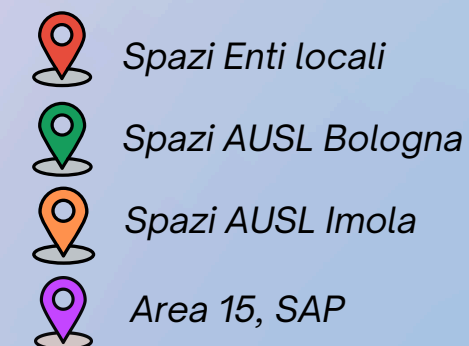 Spazi Enti locali
Spazi AUSL Bologna
Spazi AUSL Imola
Area 15, SAP